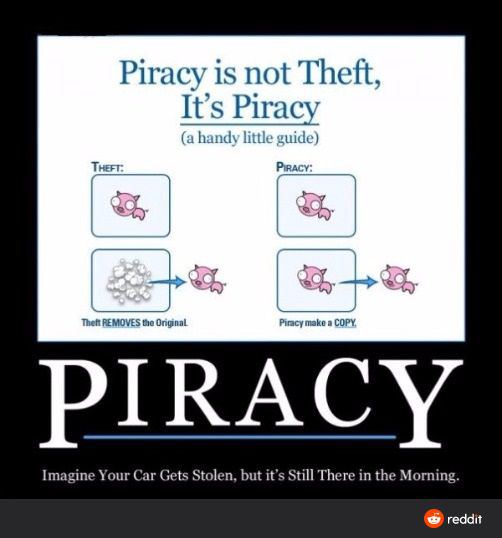 Piracy is not Theft,
It's Piracy
(a handy little guide)
THEFT:
PIRACY:
Theft REMOVES the Original.
Piracy make a COPY.
PIRACY
Imagine Your Car Gets Stolen, but it's Still There in the Morning.
reddit